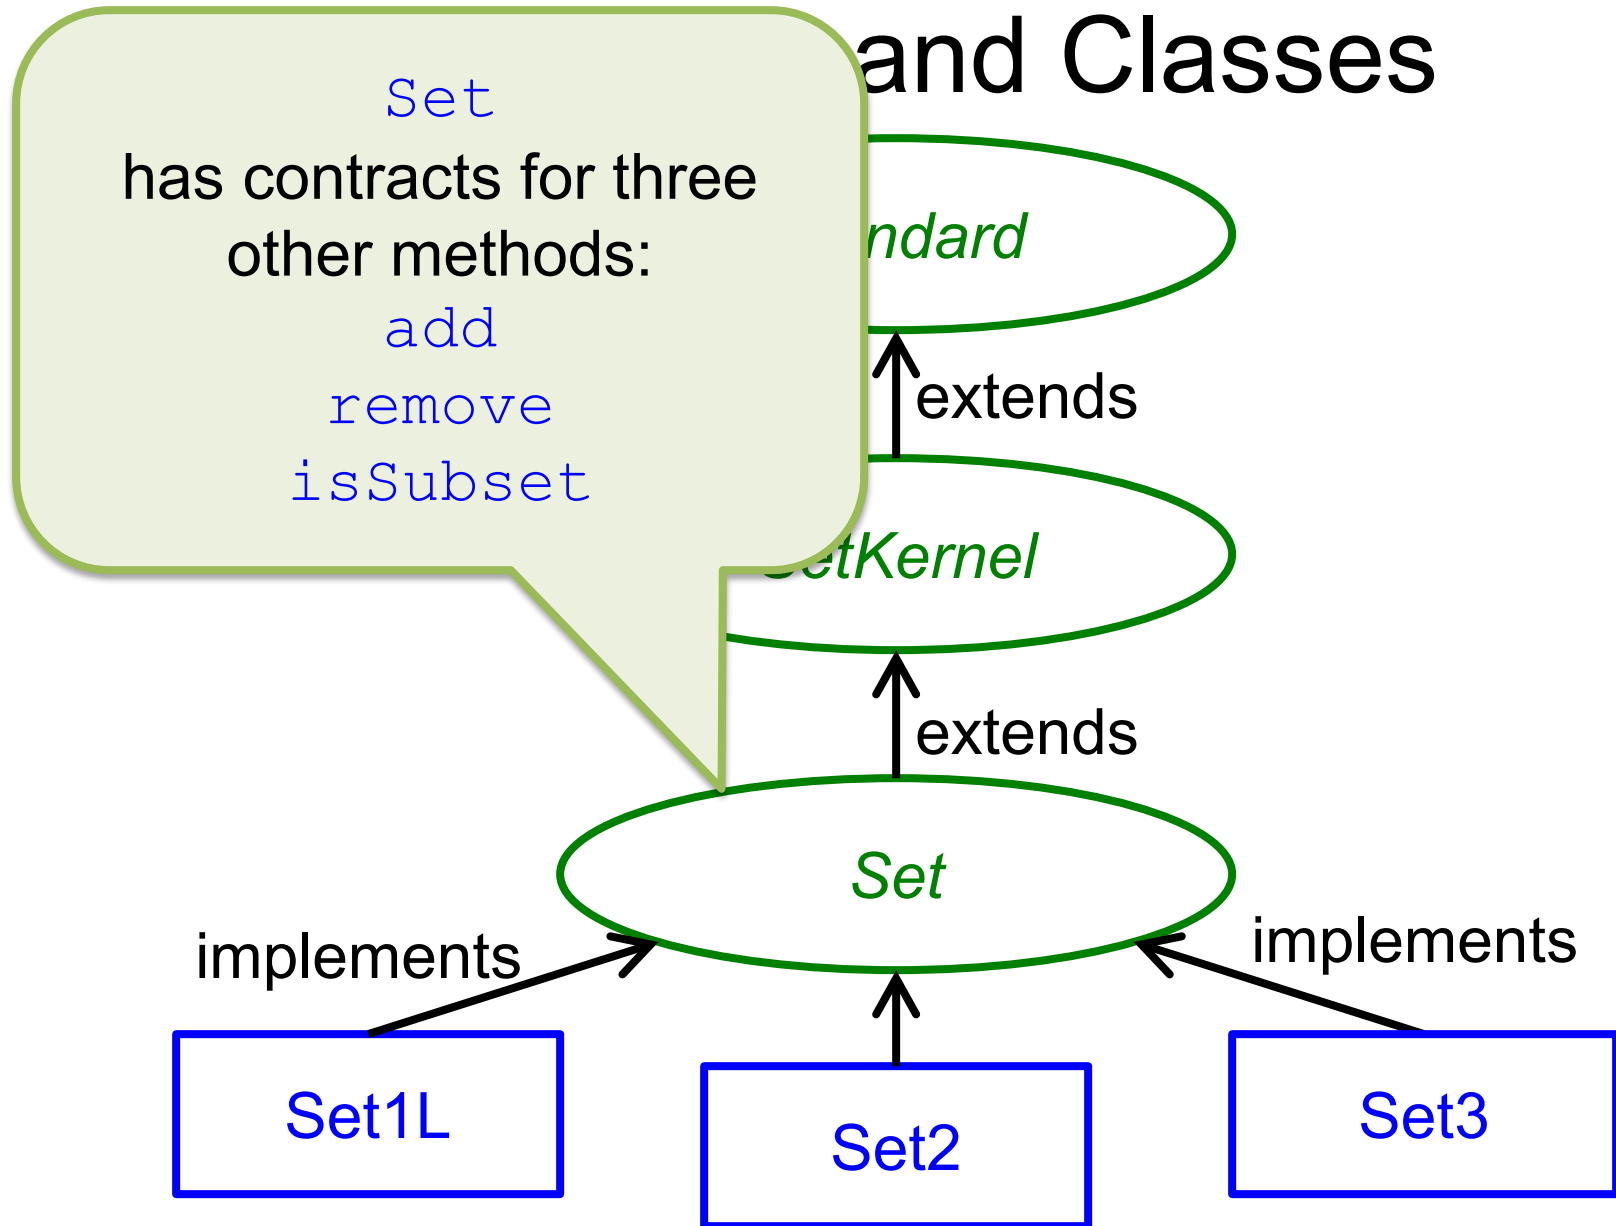 and Classes
Set
has contracts for three
other methods:
add
remove
isSubset
ndard
extends
etKernel
extends
Set
implements
implements
Set1L
Set2
Set3